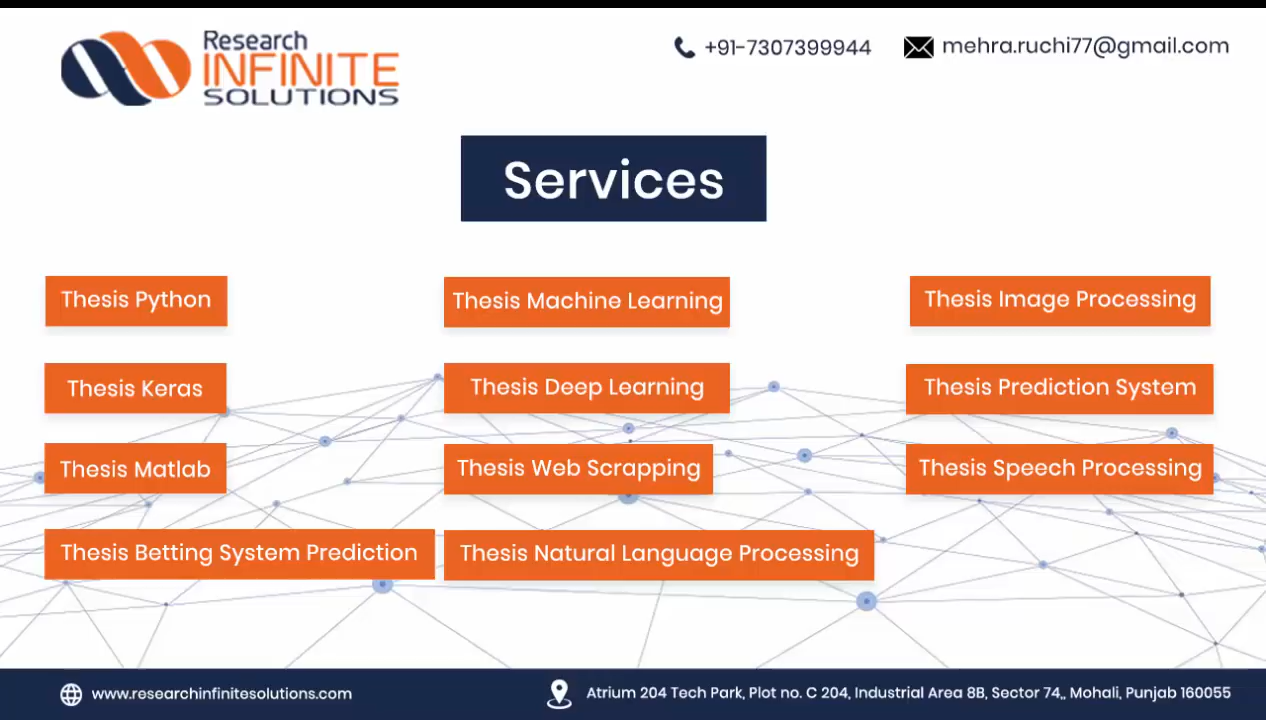 Research
INFINITE
SOLUTIONS
+91-7307399944
mehra.ruchi77@gmail.com
Services
Thesis Python
Thesis Machine Learning
Thesis Image Processing
Thesis Keras
Thesis Deep Learning
Thesis Prediction System
Thesis Matlab
Thesis Web Scrapping
Thesis Speech Processing
Thesis Betting System Prediction
Thesis Natural Language Processing
www.researchinfinitesolutions.com
Atrium 204 Tech Park, Plot no. C 204, Industrial Area 8B, Sector 74,, Mohali, Punjab 160055